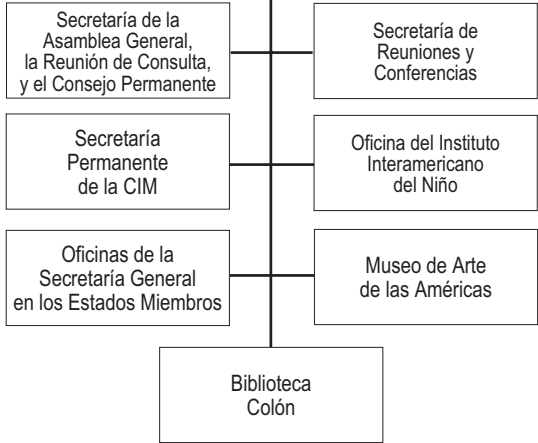 Secretaría de la
Asamblea General,
la Reunión de Consulta,
y el Consejo Permanente
Secretaría de
Reuniones y
Conferencias
Secretaría
Permanente
de la CIM
Oficina del Instituto
Interamericano
del Niño
Oficinas de la
Secretaría General
en los Estados Miembros
Museo de Arte
de las Américas
Biblioteca
Colón